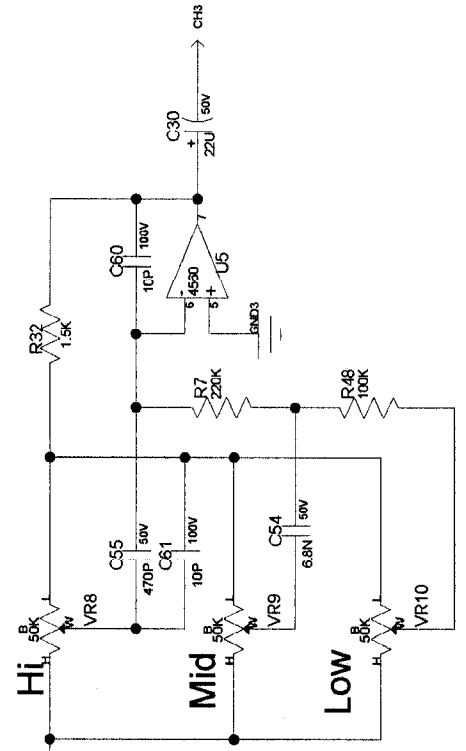 CH3
C30
50V
+
22U
C60
100V
10P
R32
1.5K
7
U5
4560
-
6
+
5
GND3
R7
220K
R48
100K
C55
50V
470P
C61
100V
10P
C54
50V
6.8N
Hi
B
50K
H
T
W
VR8
Mid
B
50K
H
T
W
VR9
Low
B
50K
H
T
W
VR10